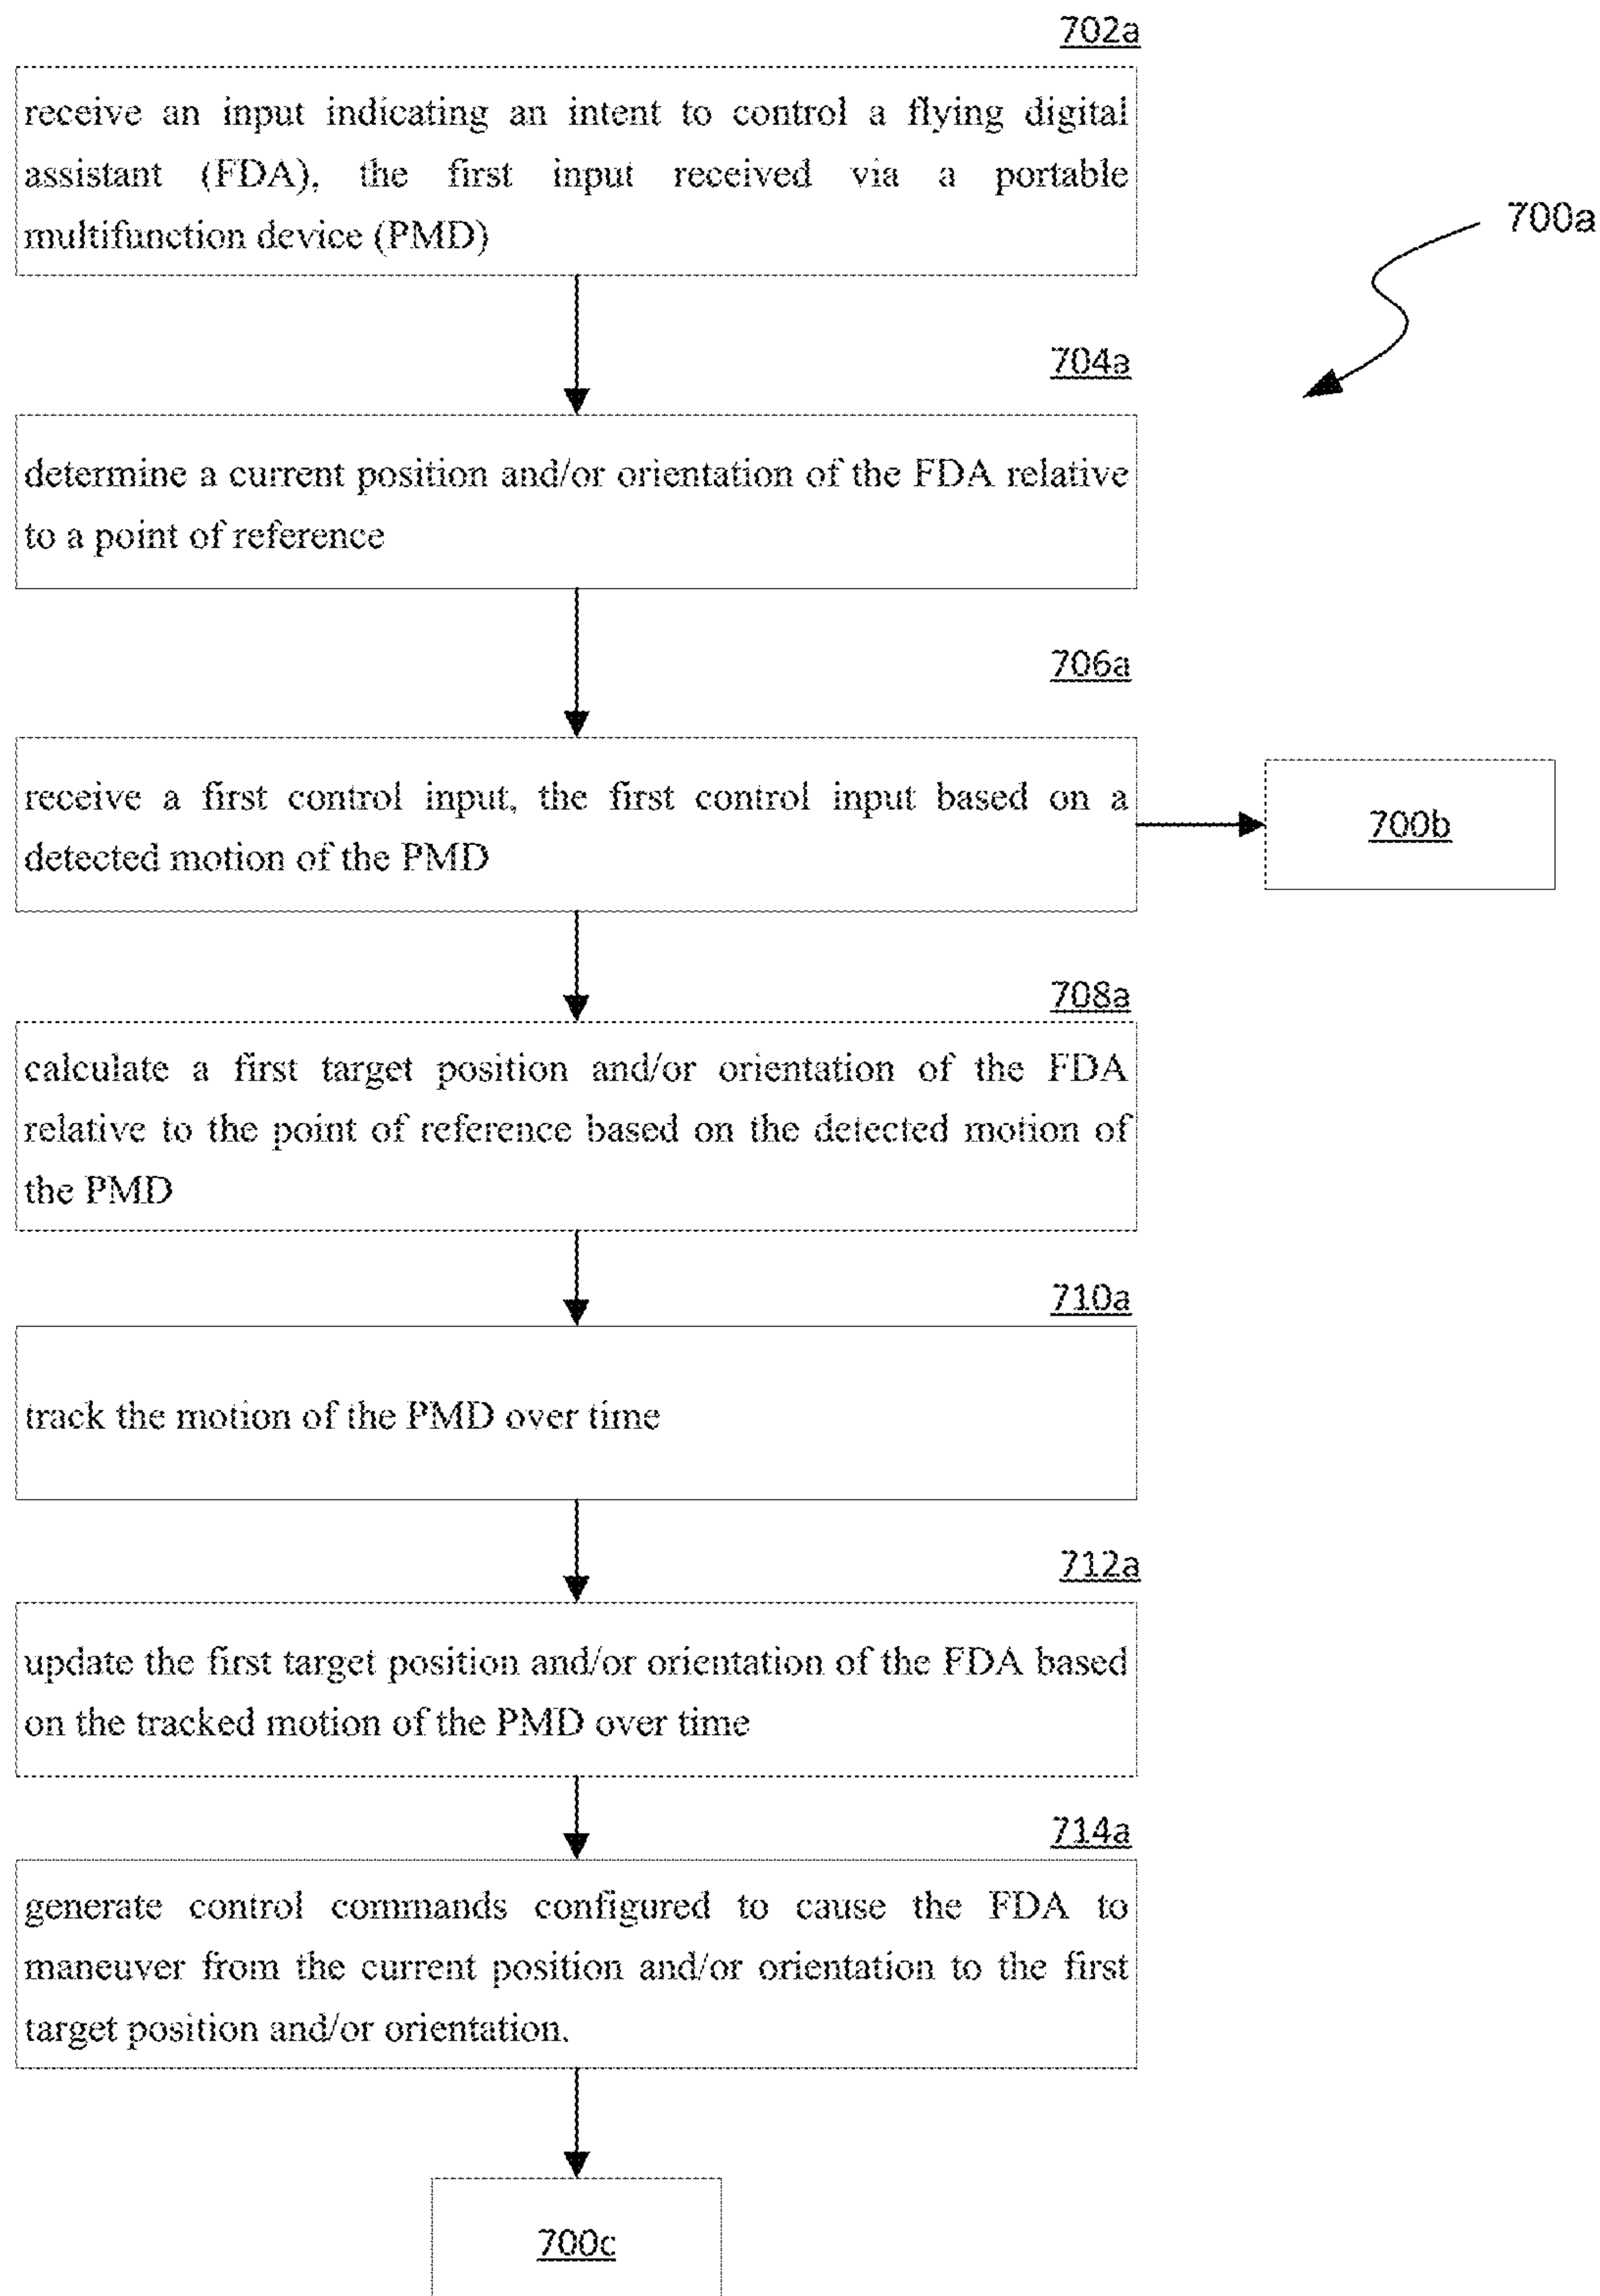 702a
receive an input indicating an intent to control a flying digital
assistant (FDA), the first input received via a portable
multifunction device (PMD)
700a
704a
determine a current position and/or orientation of the FDA relative
to a point of reference
706a
receive a first control input, the first control input based on a
detected motion of the PMD
700b
708a
calculate a first target position and/or orientation of the FDA
relative to the point of reference based on the detected motion of
the PMD
710a
track the motion of the PMD over time
712a
update the first target position and/or orientation of the FDA based
on the tracked motion of the PMD over time
714a
generate control commands configured to cause the FDA to
maneuver from the current position and/or orientation to the first
target position and/or orientation.
700c